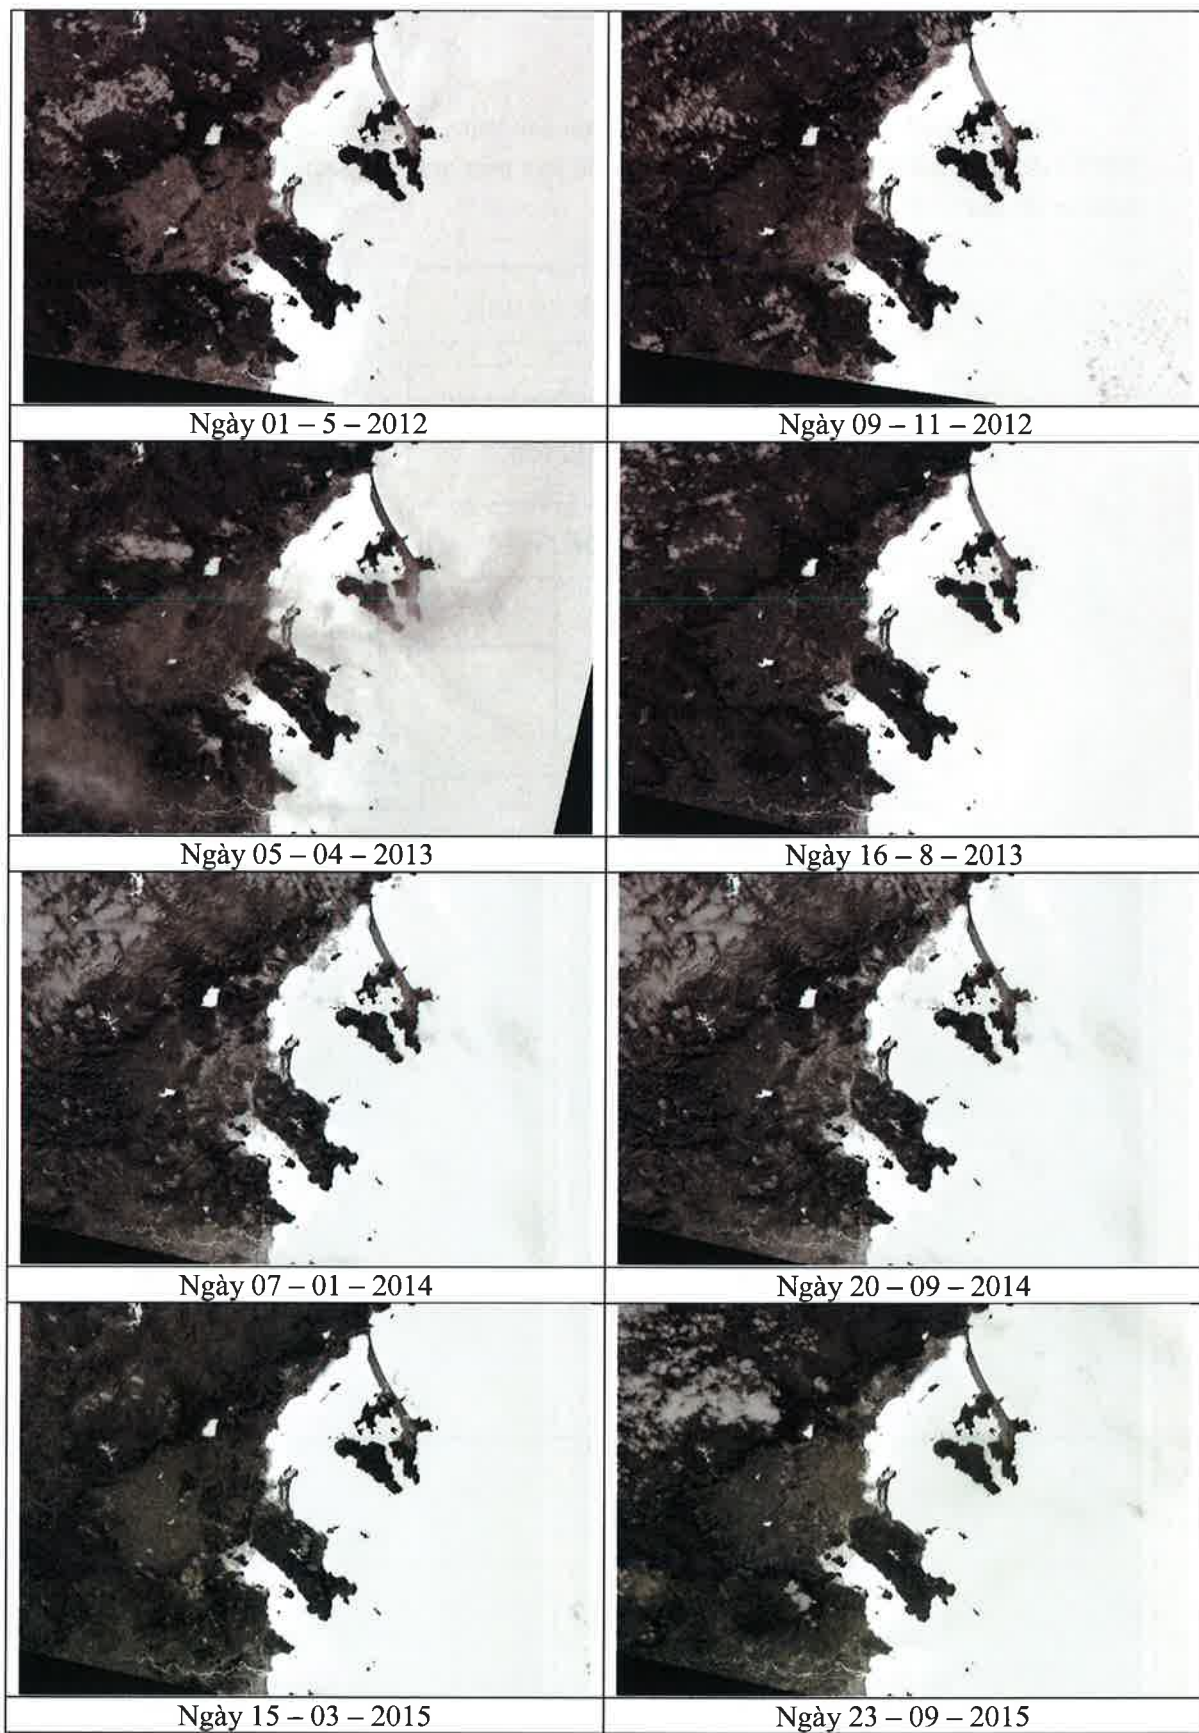 Ngày 01 – 5 – 2012
Ngày 09 – 11 – 2012
Ngày 05 – 04 – 2013
Ngày 16 – 8 – 2013
Ngày 07 – 01 – 2014
Ngày 20 – 09 – 2014
Ngày 15 – 03 – 2015
Ngày 23 – 09 – 2015